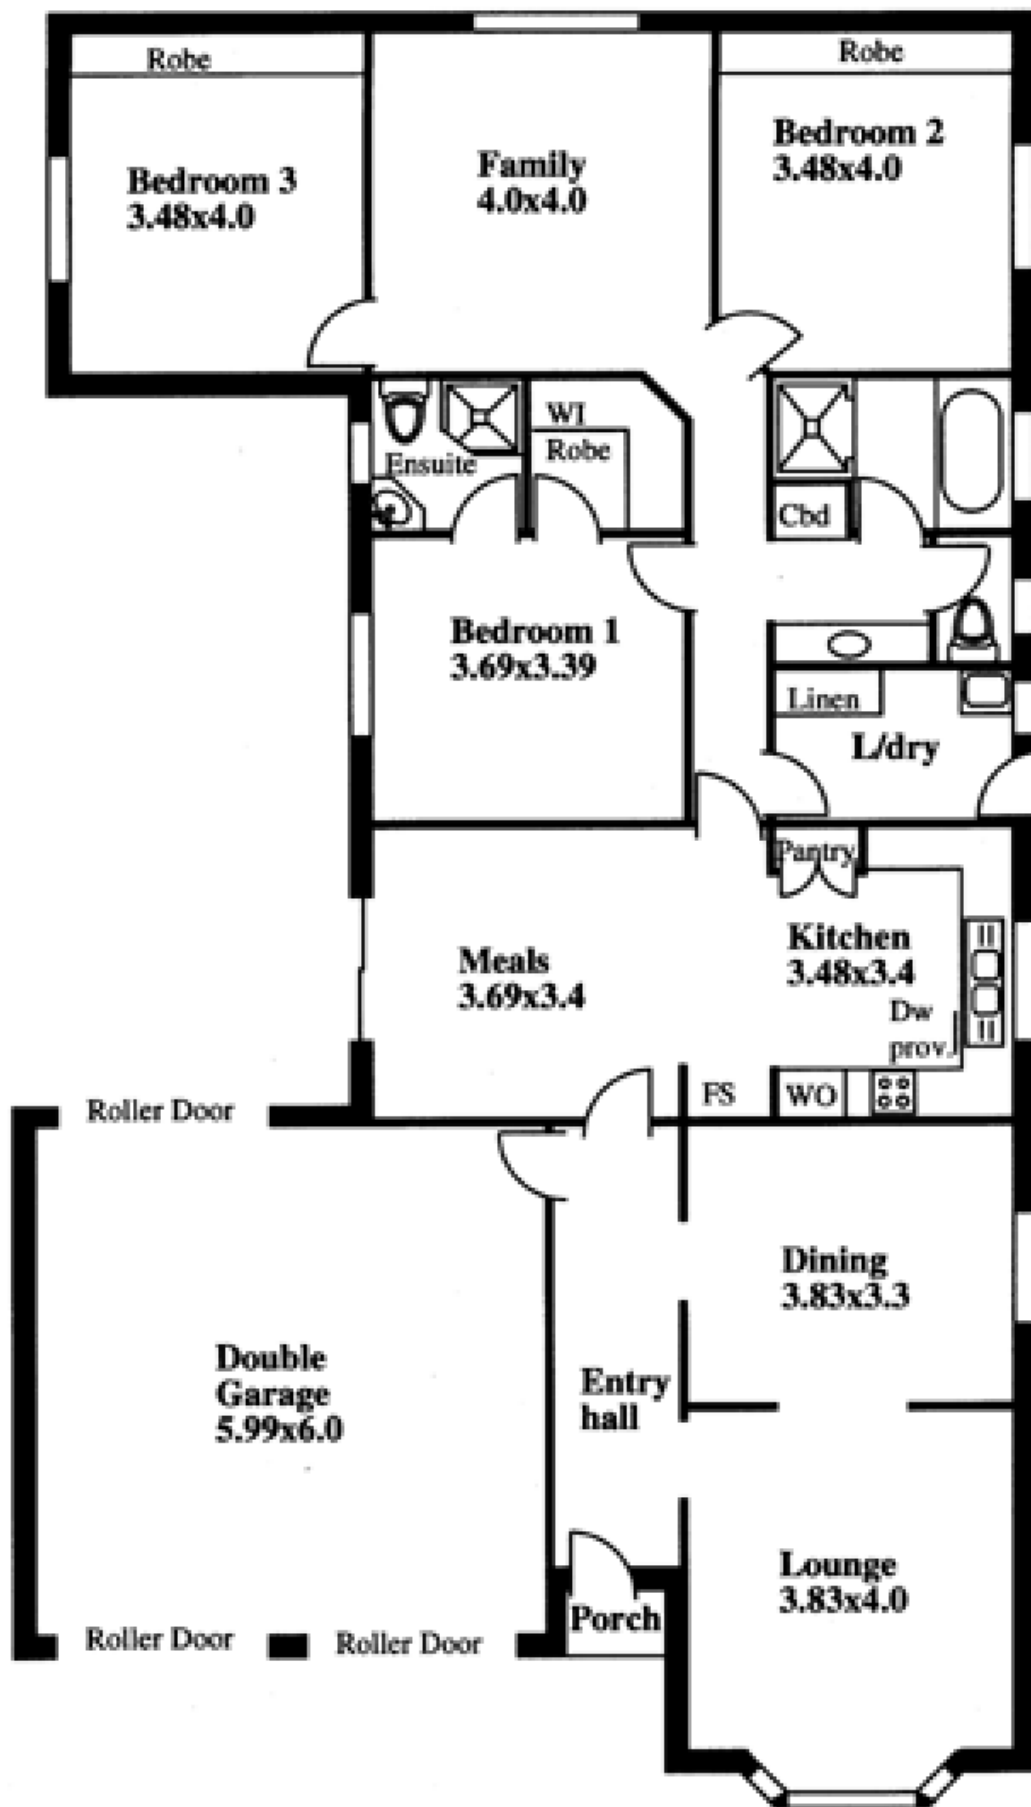 Robe
Robe
Bedroom 3
3.48x4.0
Family
4.0x4.0
Bedroom 2
3.48x4.0
WI
Robe
Ensuite
Cbd
Bedroom 1
3.69x3.39
Linen
L/dry
Pantry
Kitchen
3.48x3.4
Meals
3.69x3.4
Dw
prov.
FS
WO
Roller Door
Dining
3.83x3.3
Double
Garage
5.99x6.0
Entry
hall
Lounge
3.83x4.0
Porch
Roller Door
Roller Door